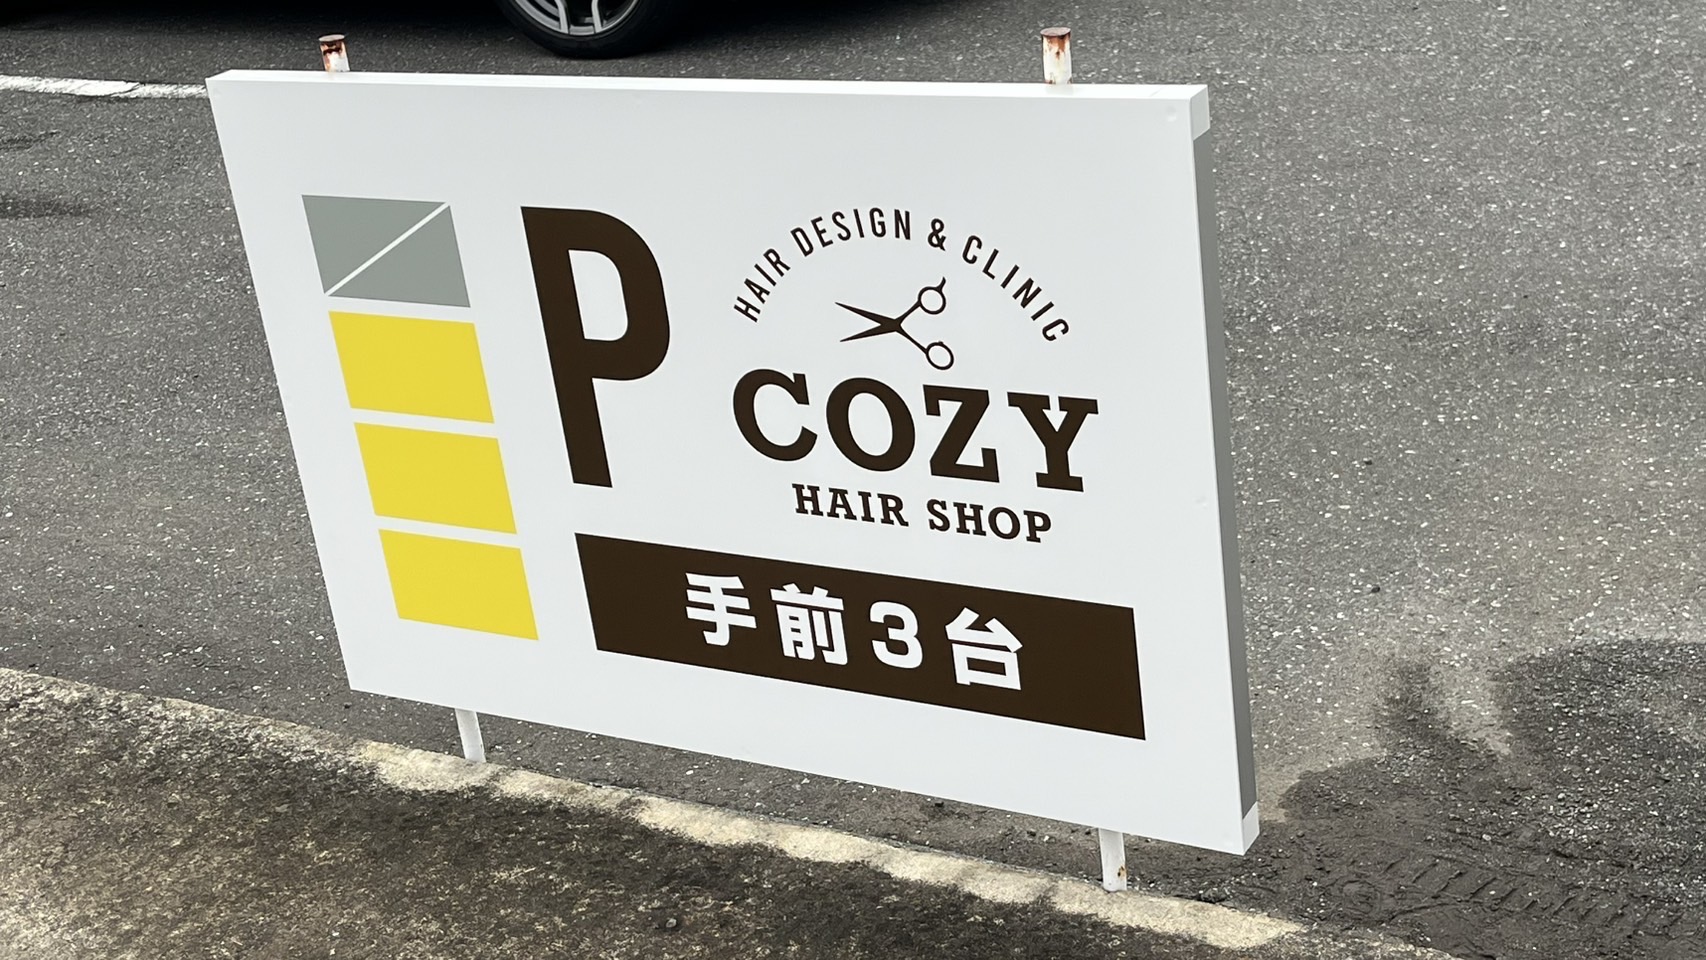 P
HAIR DESIGN & CLINIC
COZY
HAIR SHOP
手前3台